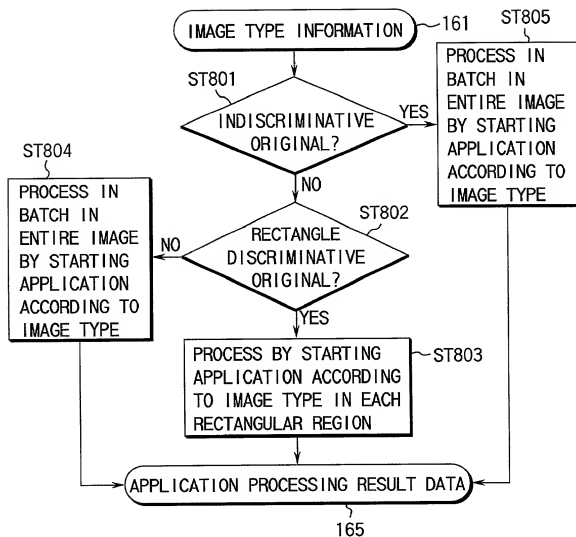 IMAGE TYPE INFORMATION
161
ST801
INDISCRIMINATIVE
ORIGINAL?
YES
NO
ST805
PROCESS IN
BATCH IN
ENTIRE IMAGE
BY STARTING
APPLICATION
ACCORDING TO
IMAGE TYPE
ST802
RECTANGLE
DISCRIMINATIVE
ORIGINAL?
NO
YES
ST804
PROCESS IN
BATCH IN
ENTIRE IMAGE
BY STARTING
APPLICATION
ACCORDING TO
IMAGE TYPE
PROCESS BY STARTING
APPLICATION ACCORDING
TO IMAGE TYPE IN EACH
RECTANGULAR REGION
ST803
APPLICATION PROCESSING RESULT DATA
165